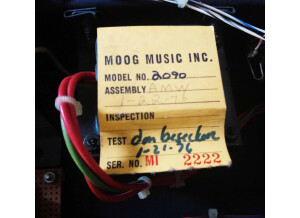 MOOG MUSIC INC.
MODEL NO. 2090
ASSEMBLY AMW
1-22-76
INSPECTION
TEST
1-21-76
SER. NO. MI 2222